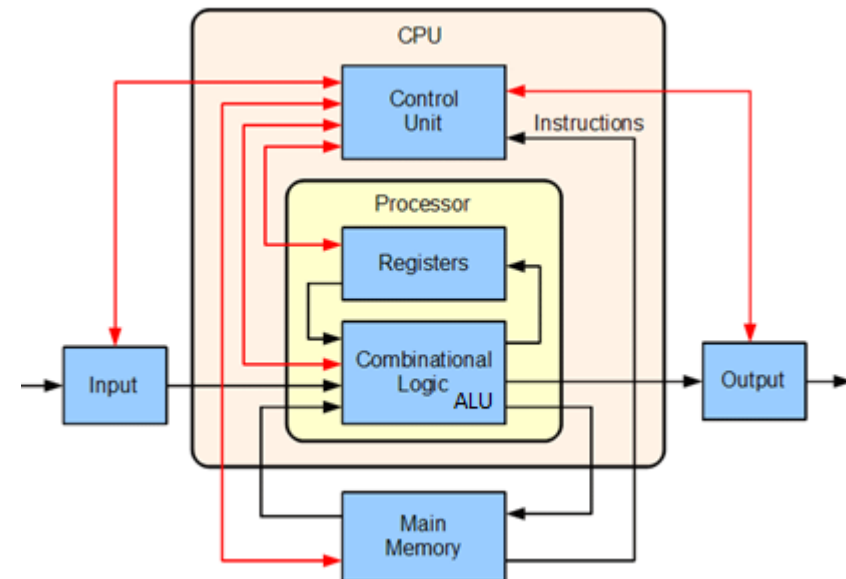 CPU
Control
Unit
Instructions
Processor
Registers
Combinational
Logic
ALU
Input
Output
Main
Memory